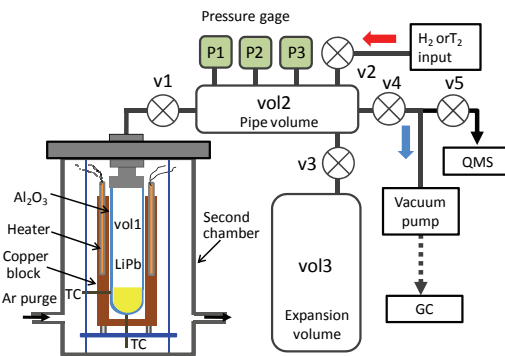 Pressure gage
P1
P2
P3
H₂ orT₂
input
v1
v2
v4
v5
vol2
Pipe volume
v3
QMS
Al₂O₃
vol1
Heater
Second
chamber
Vacuum
pump
LiPb
vol3
Copper
block
TC
Ar purge
Expansion
volume
GC
TC